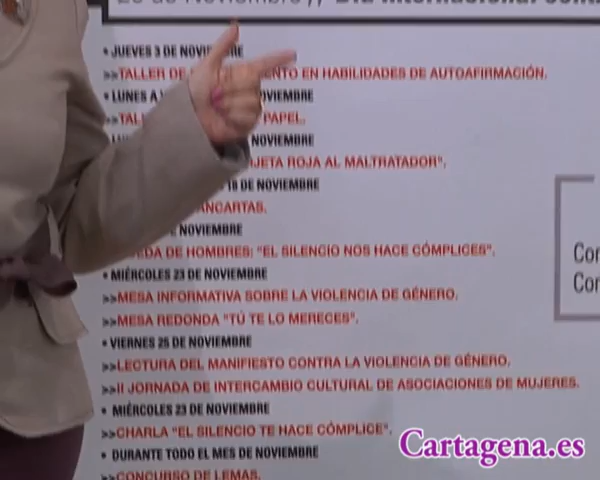 de Noviembre //
• JUEVES 3 DE NOVIEMBRE
>>TALLER DE EN HABILIDADES DE AUTOAFIRMACIÓN.
• LUNES A
>> PAPEL.
NOVIEMBRE
ROJA AL MALTRATADOR".
18 DE NOVIEMBRE
NOVIEMBRE
DE HOMBRES: "EL SILENCIO NOS HACE CÓMPLICES".
• MIÉRCOLES 23 DE NOVIEMBRE
>>MESA INFORMATIVA SOBRE LA VIOLENCIA DE GÉNERO.
>>MESA REDONDA "TÚ TE LO MERECES".
• VIERNES 25 DE NOVIEMBRE
>>LECTURA DEL MANIFIESTO CONTRA LA VIOLENCIA DE GÉNERO.
>>II JORNADA DE INTERCAMBIO CULTURAL DE ASOCIACIONES DE MUJERES.
• MIÉRCOLES 23 DE NOVIEMBRE
>>CHARLA "EL SILENCIO TE HACE CÓMPLICE".
• DURANTE TODO EL MES DE NOVIEMBRE
>>CONCURSO DE LEMAS.
Con
Con
Cartagena.es